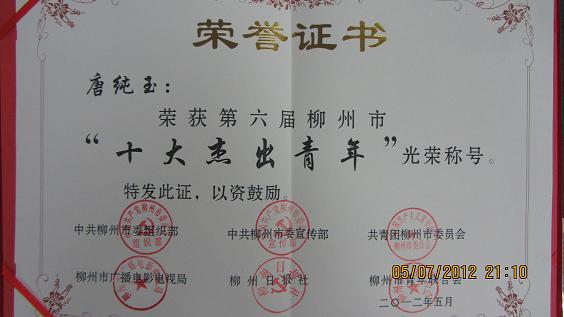 荣誉证书
唐纯玉：
荣获第六届柳州市
“十大杰出青年”光荣称号。
特发此证，以资鼓励。
中共柳州市委组织部 中共柳州市委宣传部 共青团柳州市委员会
柳州市广播电影电视局 柳州日报社 柳州市青年联合会
二〇一二年五月
05/07/2012 21:10